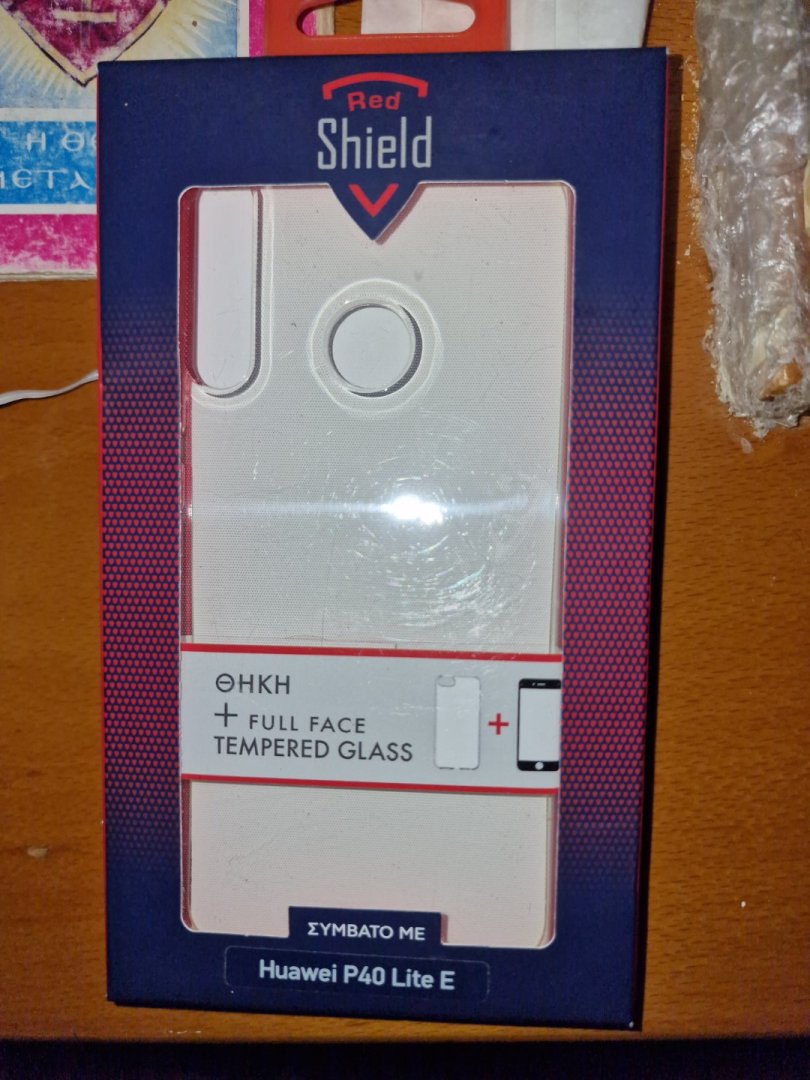 Red
Shield
ΘΗΚΗ
+ FULL FACE
TEMPERED GLASS
+
ΣΥΜΒΑΤΟ ΜΕ
Huawei P40 Lite E